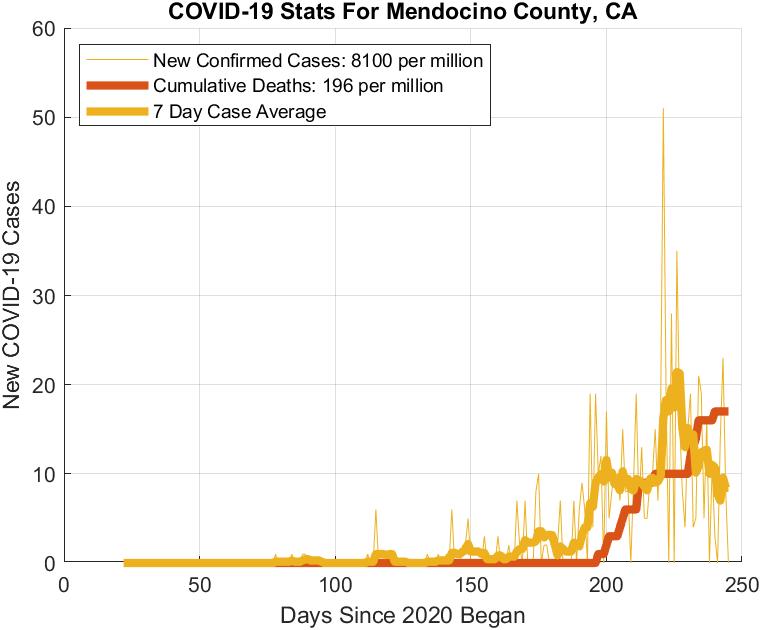 COVID-19 Stats For Mendocino County, CA
60
New Confirmed Cases: 8100 per million
Cumulative Deaths: 196 per million
7 Day Case Average
50
40
30
20
10
0
New COVID-19 Cases
0 50 100 150 200 250
Days Since 2020 Began